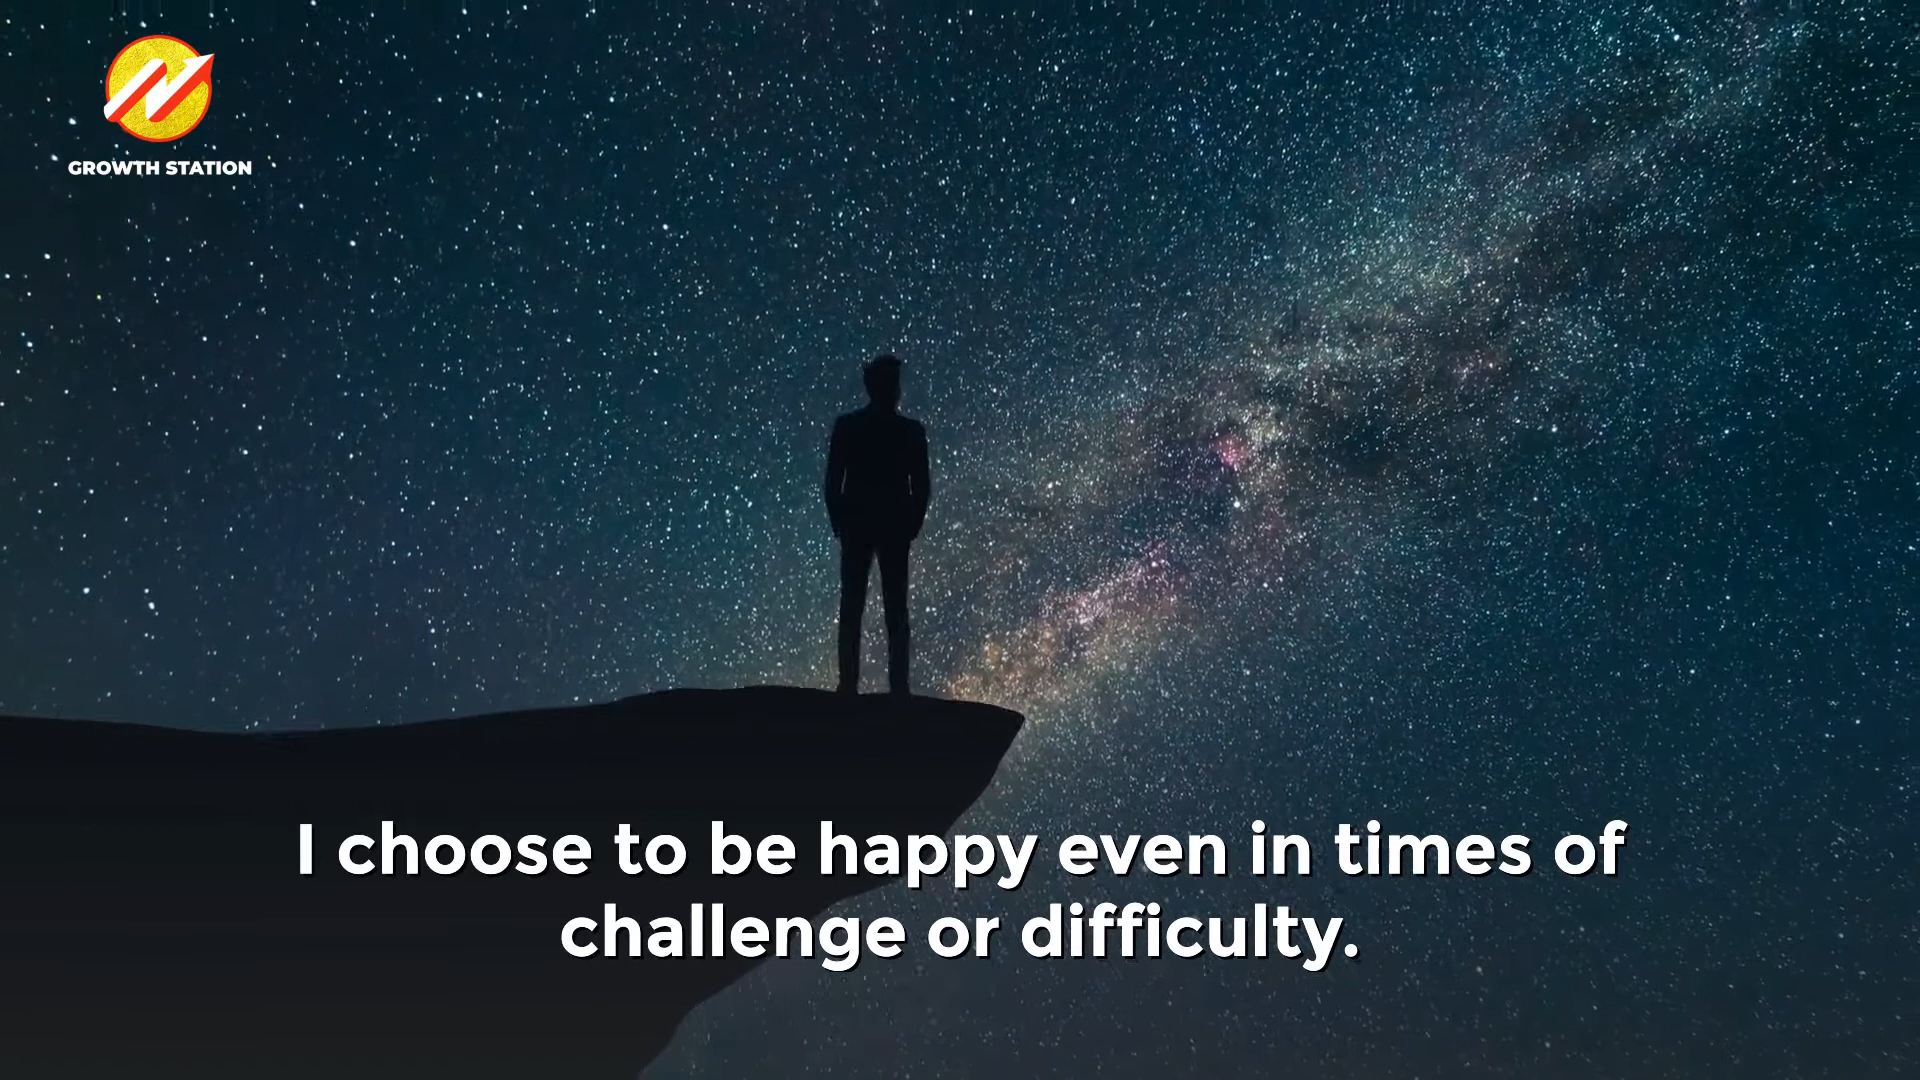 GROWTH STATION
I choose to be happy even in times of
challenge or difficulty.